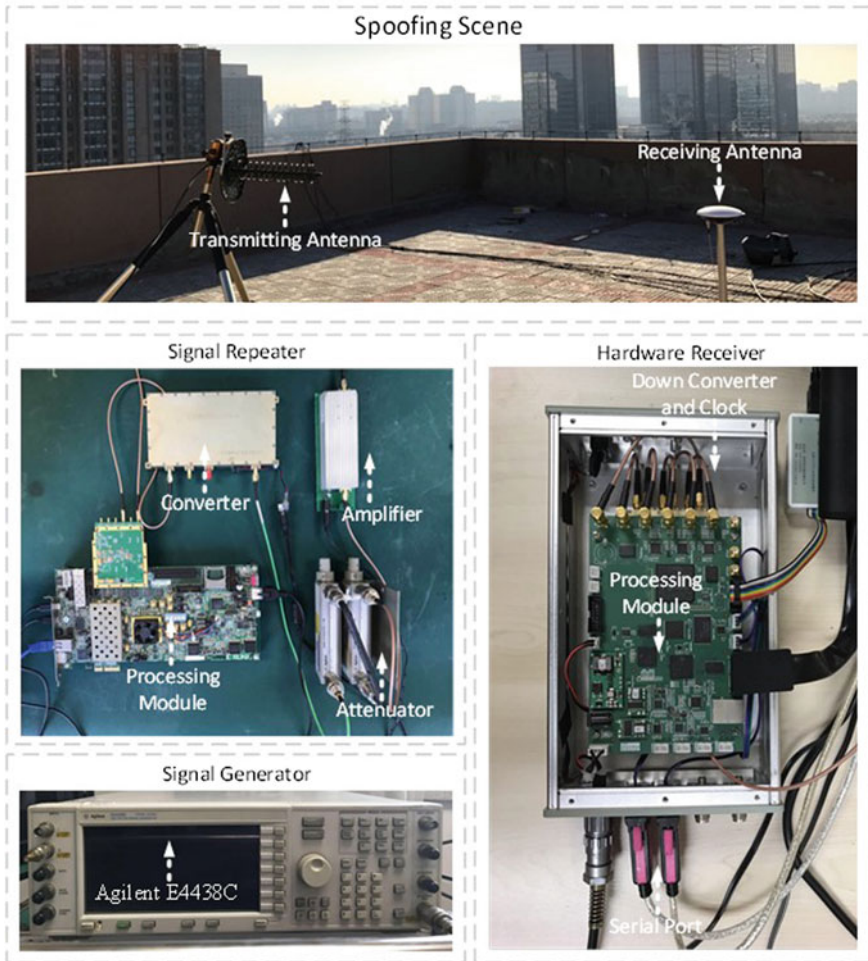 Spoofing Scene
Receiving Antenna
Transmitting Antenna
Signal Repeater
Converter
Amplifier
Processing
Module
Attenuator
Signal Generator
Agilent E4438C
Hardware Receiver
Down Converter
and Clock
Processing
Module
Serial Port